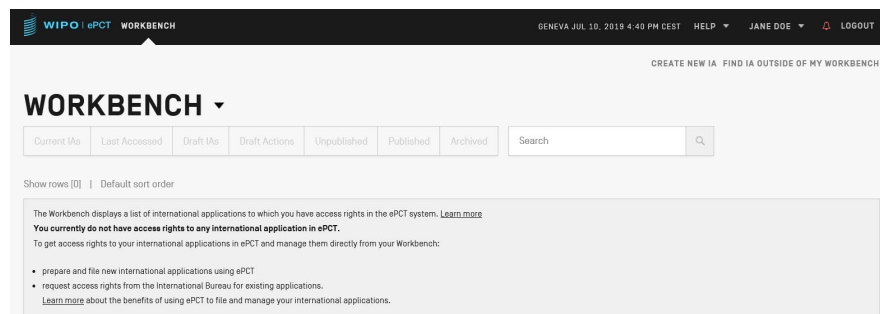 WIPO | ePCT WORKBENCH GENEVA JUL 10, 2019 4:40 PM CEST HELP JANE DOE LOGOUT
CREATE NEW IA FIND IA OUTSIDE OF MY WORKBENCH
WORKBENCH
Current IAs Last Accessed Draft IAs Draft Actions Unpublished Published Archived Search
Show rows [0] | Default sort order
The Workbench displays a list of international applications to which you have access rights in the ePCT system. Learn more
You currently do not have access rights to any international application in ePCT.
To get access rights to your international applications in ePCT and manage them directly from your Workbench:
• prepare and file new international applications using ePCT
• request access rights from the International Bureau for existing applications.
Learn more about the benefits of using ePCT to file and manage your international applications.